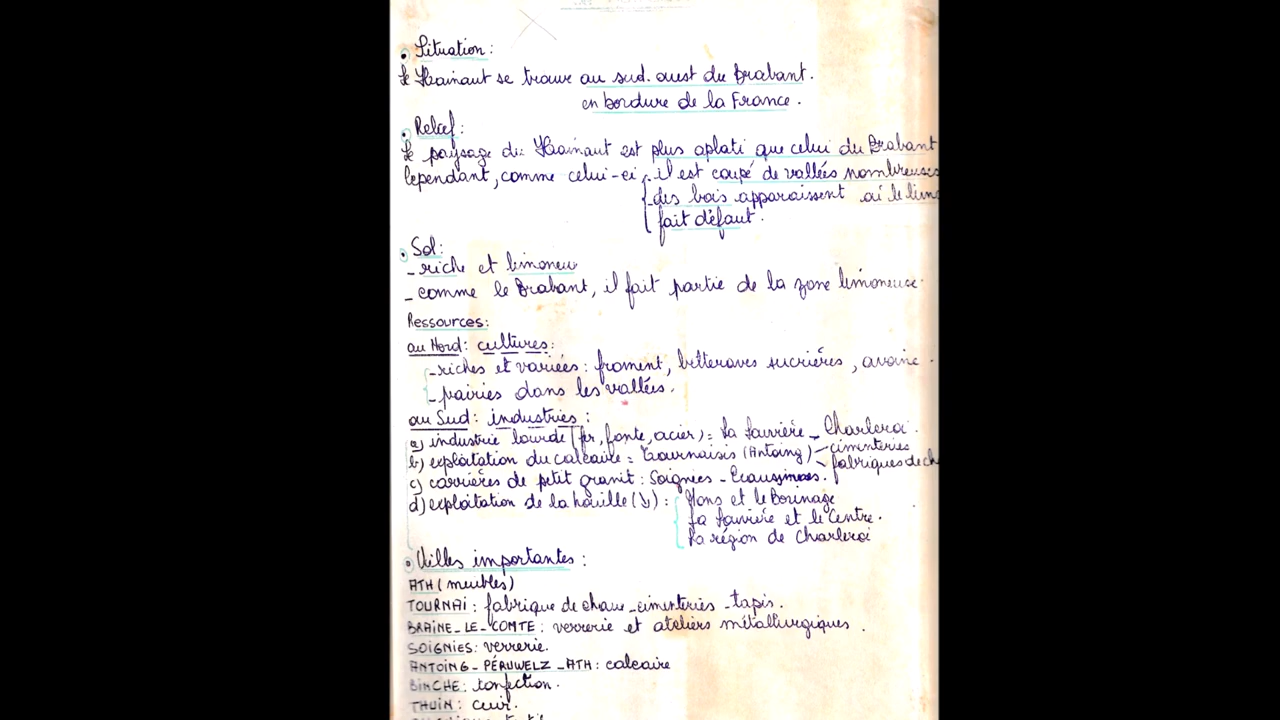 • Situation :
Le Hainaut se trouve au sud. ouest du Brabant.
en bordure de la France.
• Relief :
Le paysage du Hainaut est plus aplati que celui du Brabant
Cependant, comme celui-ci, il est coupé de vallées nombreuses
des bois apparaissent où le limo
fait défaut.
• Sol :
- riche et limoneux
- comme le Brabant, il fait partie de la zone limoneuse.
Ressources :
au Nord : cultures :
- riches et variées : froment, betteraves sucrières, avoine.
- prairies dans les vallées.
au Sud : industries :
a) industrie lourde (fer, fonte, acier) : La Louvière - Charleroi.
b) exploitation du calcaire : Tournaisis (Antoing) - cimenteries
- fabriques de ch
c) carrières de petit granit : Soignies - Ecaussines.
d) exploitation de la houille (↓) : Mons et le Borinage
La Louvière et le Centre.
La région de Charleroi
• Villes importantes :
ATH (meubles)
TOURNAI : fabrique de chaux - cimenteries - tapis.
BRAINE-LE-COMTE : verrerie et ateliers métallurgiques.
SOIGNIES : verrerie.
ANTOING - PÉRUWELZ - ATH : calcaire
BINCHE : confection.
THUIN : cuir.